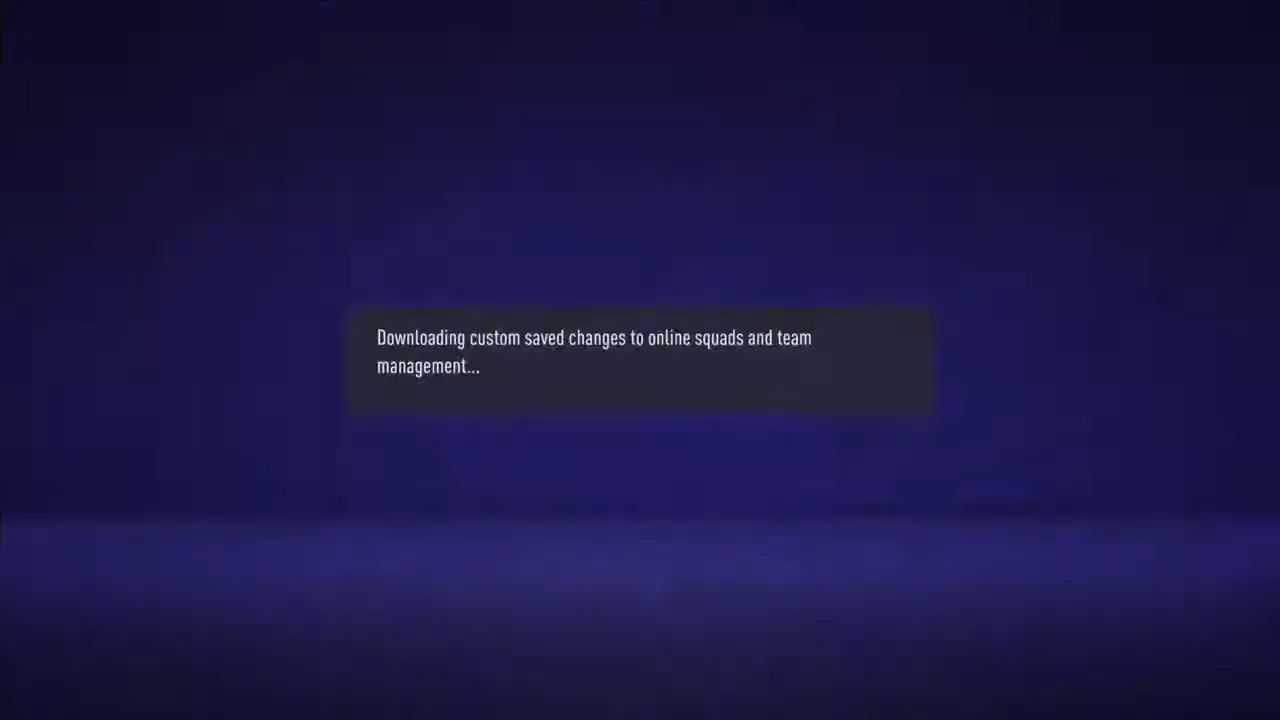 Downloading custom saved changes to online squads and team
management...